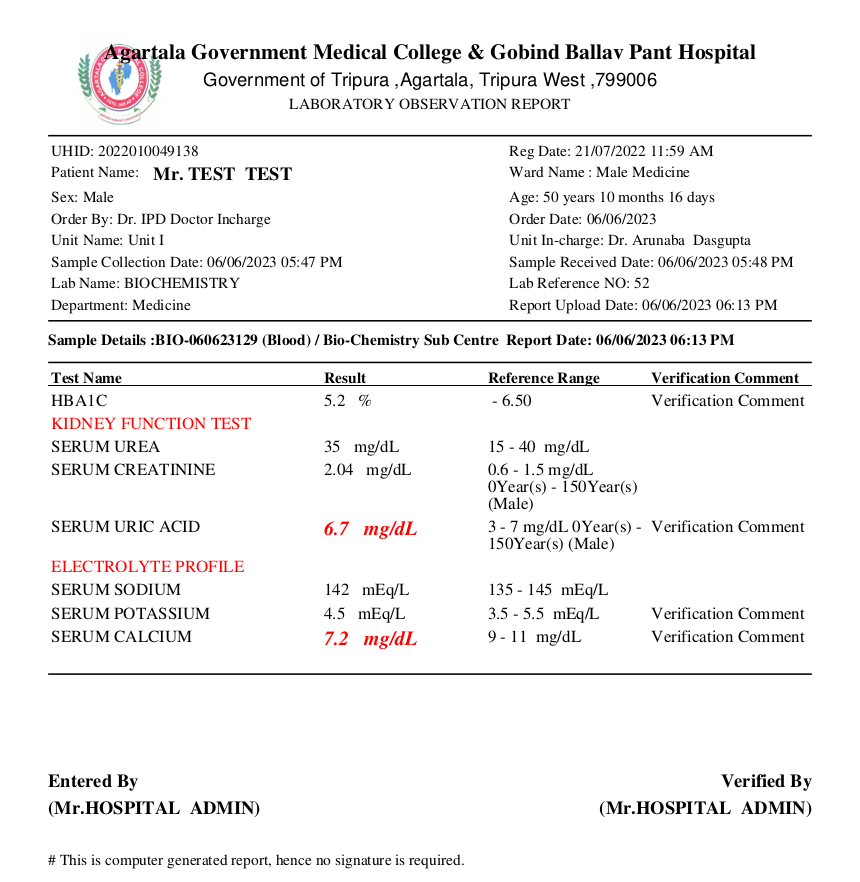 Agartala Government Medical College & Gobind Ballav Pant Hospital
Government of Tripura ,Agartala, Tripura West ,799006
LABORATORY OBSERVATION REPORT
UHID: 2022010049138 Reg Date: 21/07/2022 11:59 AM
Patient Name: Mr. TEST TEST Ward Name : Male Medicine
Sex: Male Age: 50 years 10 months 16 days
Order By: Dr. IPD Doctor Incharge Order Date: 06/06/2023
Unit Name: Unit I Unit In-charge: Dr. Arunaba Dasgupta
Sample Collection Date: 06/06/2023 05:47 PM Sample Received Date: 06/06/2023 05:48 PM
Lab Name: BIOCHEMISTRY Lab Reference NO: 52
Department: Medicine Report Upload Date: 06/06/2023 06:13 PM
Sample Details :BIO-060623129 (Blood) / Bio-Chemistry Sub Centre Report Date: 06/06/2023 06:13 PM
Test Name Result Reference Range Verification Comment
HBA1C 5.2 % - 6.50 Verification Comment
KIDNEY FUNCTION TEST
SERUM UREA 35 mg/dL 15 - 40 mg/dL
SERUM CREATININE 2.04 mg/dL 0.6 - 1.5 mg/dL
0Year(s) - 150Year(s)
(Male)
SERUM URIC ACID 6.7 mg/dL 3 - 7 mg/dL 0Year(s) - Verification Comment
150Year(s) (Male)
ELECTROLYTE PROFILE
SERUM SODIUM 142 mEq/L 135 - 145 mEq/L
SERUM POTASSIUM 4.5 mEq/L 3.5 - 5.5 mEq/L Verification Comment
SERUM CALCIUM 7.2 mg/dL 9 - 11 mg/dL Verification Comment
Entered By Verified By
(Mr.HOSPITAL ADMIN) (Mr.HOSPITAL ADMIN)
# This is computer generated report, hence no signature is required.